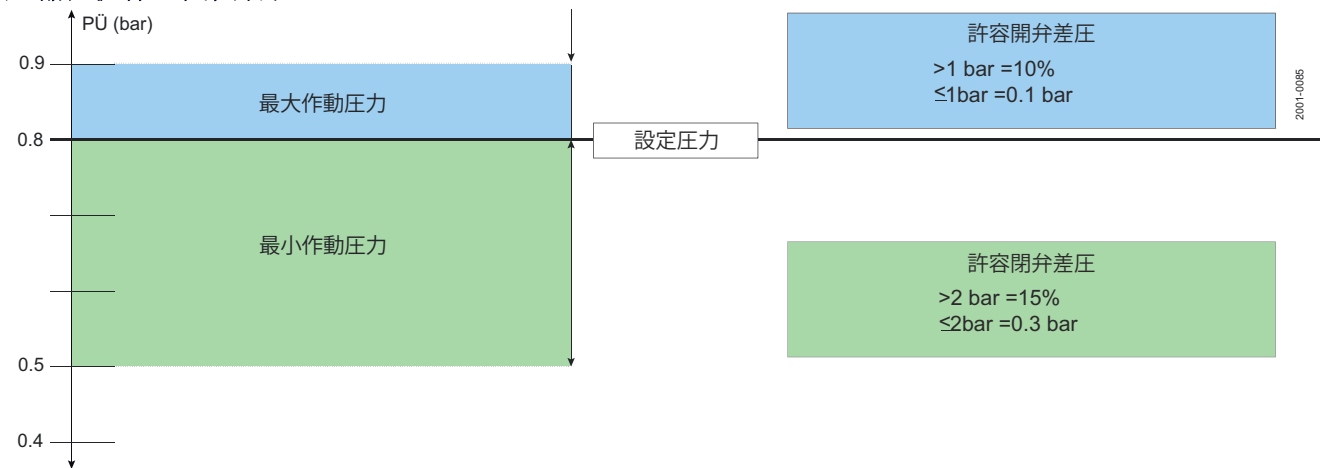 PÜ (bar)
0.9
最大作動圧力
0.8
設定圧力
最小作動圧力
0.5
0.4
許容開弁差圧
>1 bar =10%
≤1bar =0.1 bar
2001-0085
許容閉弁差圧
>2 bar =15%
≤2bar =0.3 bar